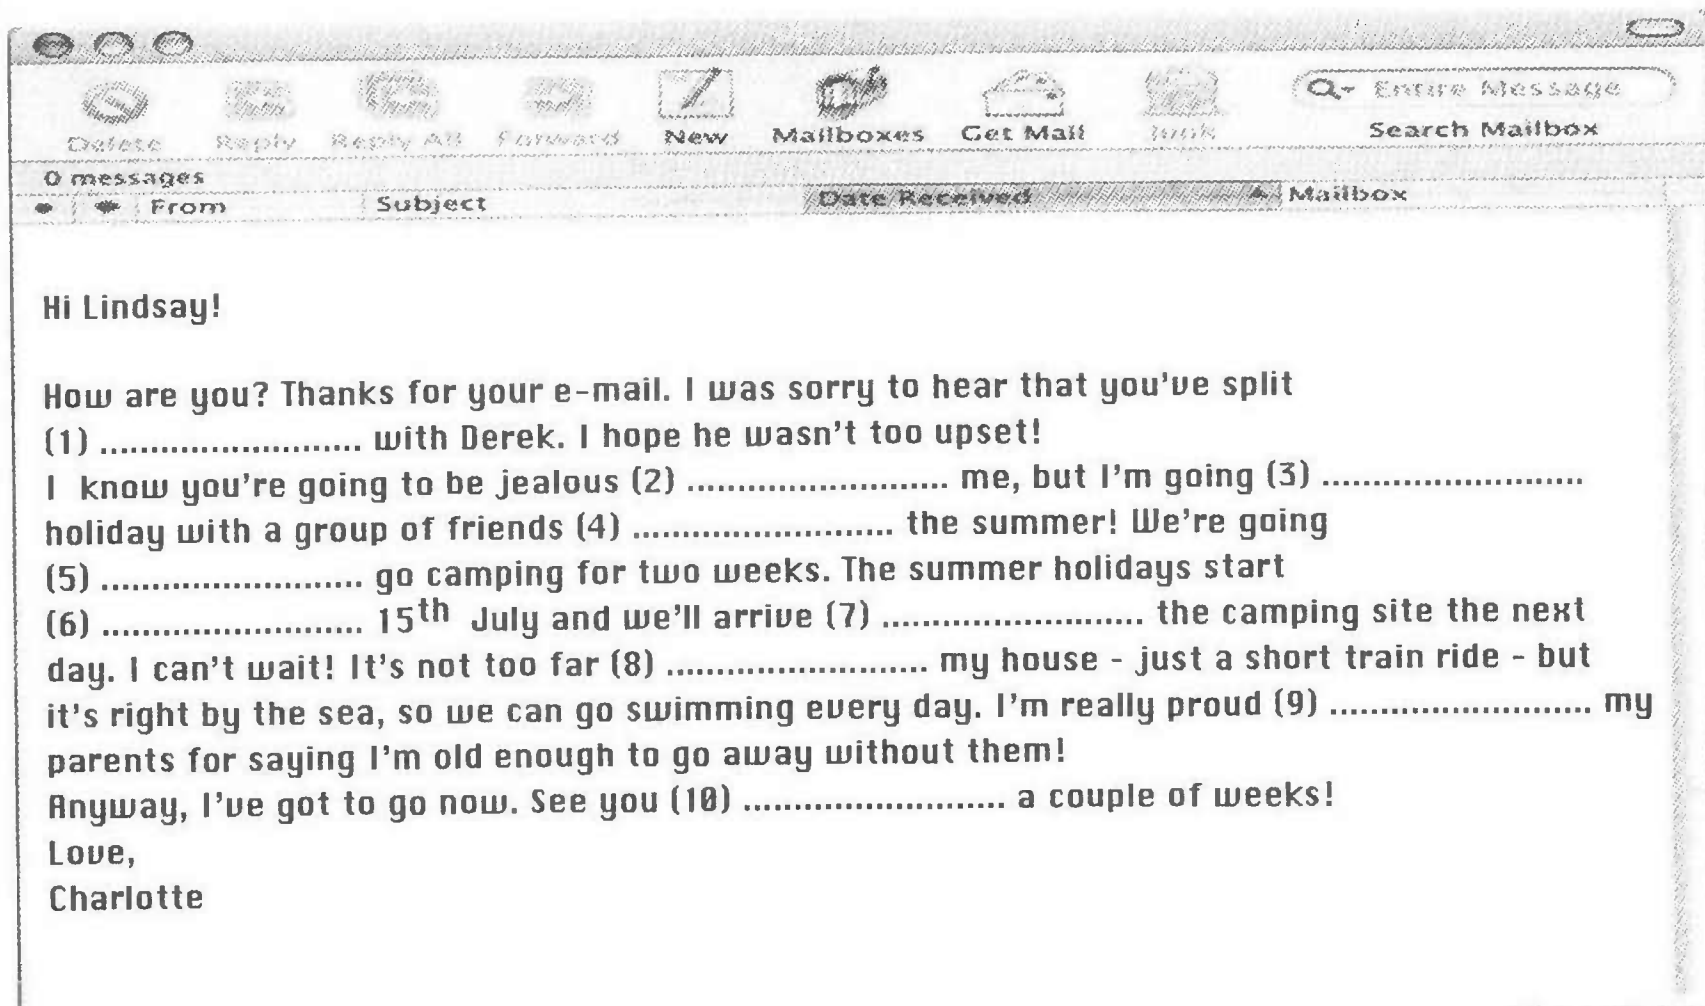 Delete Reply Reply All Forward New Mailboxes Get Mail Book Entire Message
Search Mailbox
0 messages
From Subject Date Received Mailbox
Hi Lindsay!
How are you? Thanks for your e-mail. I was sorry to hear that you've split
(1) .......................... with Derek. I hope he wasn't too upset!
I know you're going to be jealous (2) .......................... me, but I'm going (3) ..........................
holiday with a group of friends (4) .......................... the summer! We're going
(5) .......................... go camping for two weeks. The summer holidays start
(6) .......................... 15th July and we'll arrive (7) .......................... the camping site the next
day. I can't wait! It's not too far (8) .......................... my house - just a short train ride - but
it's right by the sea, so we can go swimming every day. I'm really proud (9) .......................... my
parents for saying I'm old enough to go away without them!
Anyway, I've got to go now. See you (10) .......................... a couple of weeks!
Love,
Charlotte